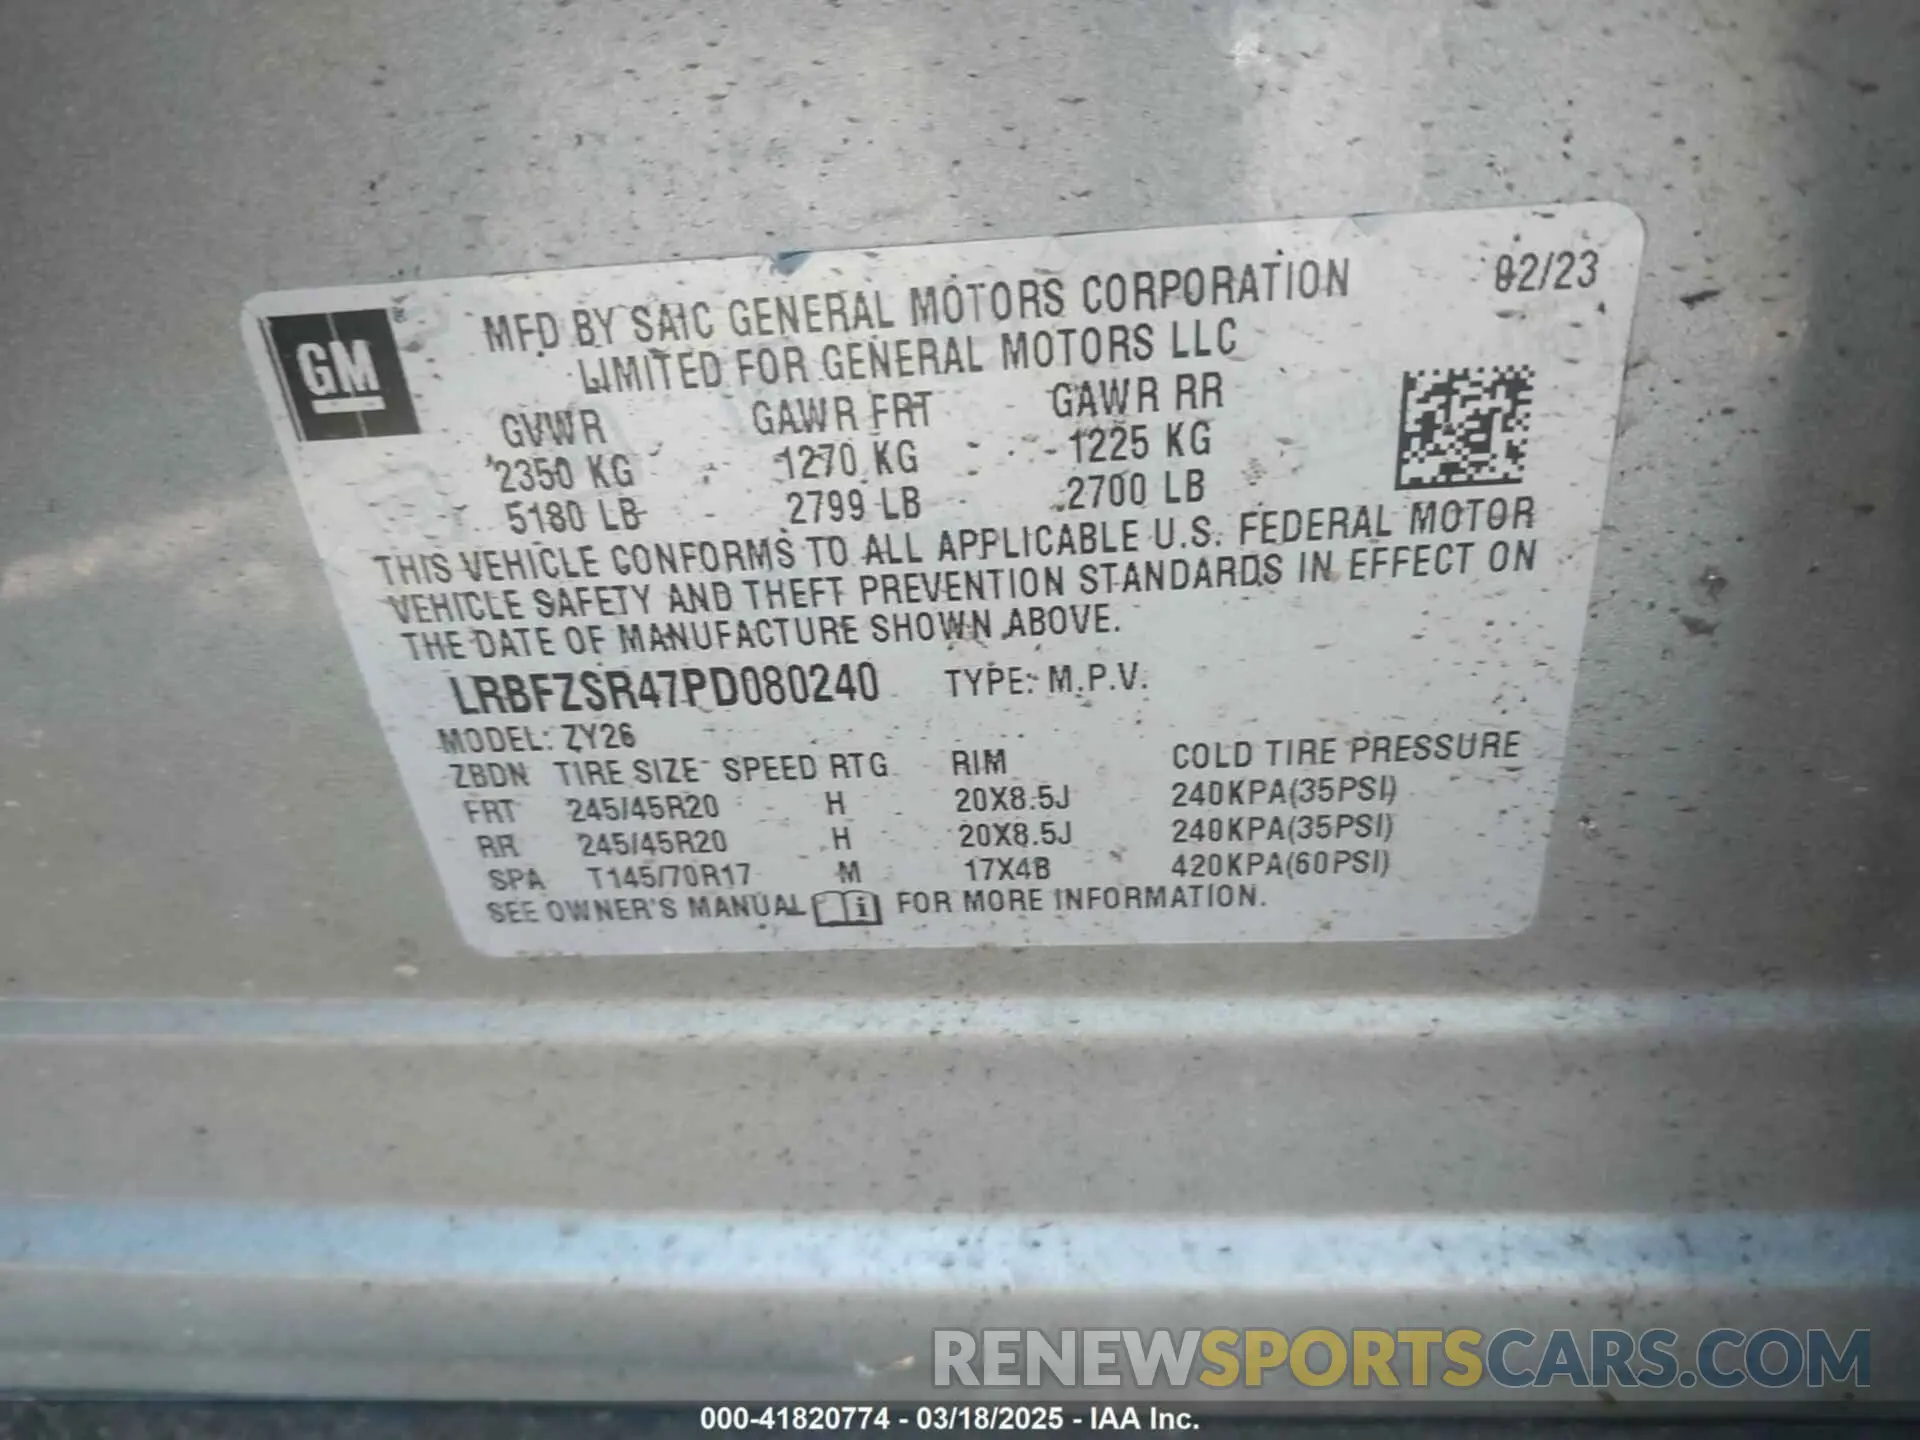 GM
MFD BY SAIC GENERAL MOTORS CORPORATION 02/23
LIMITED FOR GENERAL MOTORS LLC
GVWR GAWR FRT GAWR RR
2350 KG 1270 KG 1225 KG
5180 LB 2799 LB 2700 LB
THIS VEHICLE CONFORMS TO ALL APPLICABLE U.S. FEDERAL MOTOR
VEHICLE SAFETY AND THEFT PREVENTION STANDARDS IN EFFECT ON
THE DATE OF MANUFACTURE SHOWN ABOVE.
LRBFZSR47PD080240 TYPE: M.P.V.
MODEL: ZY26
ZBDN TIRE SIZE SPEED RTG RIM COLD TIRE PRESSURE
FRT 245/45R20 H 20X8.5J 240KPA(35PSI)
RR 245/45R20 H 20X8.5J 240KPA(35PSI)
SPA T145/70R17 M 17X4B 420KPA(60PSI)
SEE OWNER'S MANUAL i FOR MORE INFORMATION.
RENEWSPORTSCARS.COM
000-41820774 - 03/18/2025 - IAA Inc.